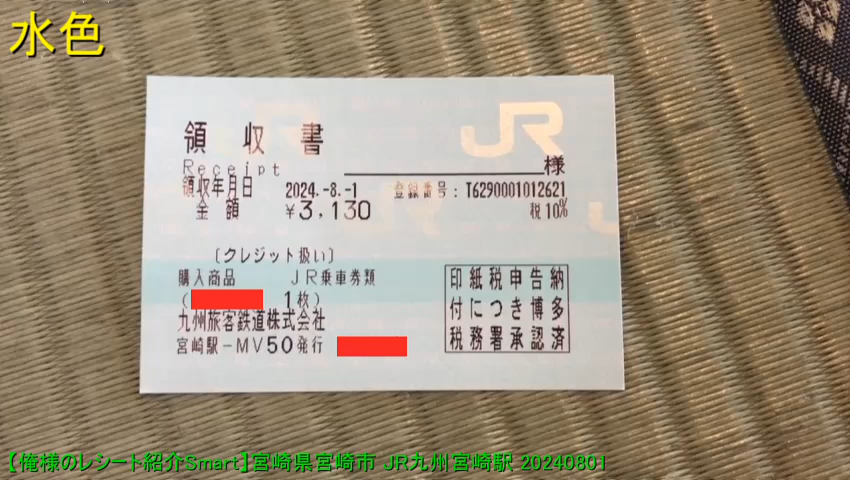 水色
JR
領収書
Receipt
様
領収年月日 2024.-8.-1 登録番号：T6290001012621
金額 ¥3,130 税10%
〔クレジット扱い〕
購入商品 JR乗車券類
( 1枚)
九州旅客鉄道株式会社
宮崎駅-MV50発行
印紙税申告納
付につき博多
税務署承認済
【俺様のレシート紹介Smart】宮崎県宮崎市 JR九州宮崎駅 20240801